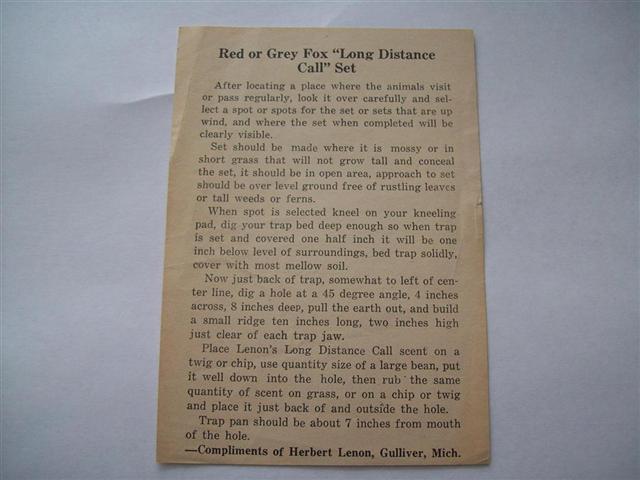 Red or Grey Fox “Long Distance
Call” Set
After locating a place where the animals visit
or pass regularly, look it over carefully and sel-
lect a spot or spots for the set or sets that are up
wind, and where the set when completed will be
clearly visible.
Set should be made where it is mossy or in
short grass that will not grow tall and conceal
the set, it should be in open area, approach to set
should be over level ground free of rustling leaves
or tall weeds or ferns.
When spot is selected kneel on your kneeling
pad, dig your trap bed deep enough so when trap
is set and covered one half inch it will be one
inch below level of surroundings, bed trap solidly,
cover with most mellow soil.
Now just back of trap, somewhat to left of cen-
ter line, dig a hole at a 45 degree angle, 4 inches
across, 8 inches deep, pull the earth out, and build
a small ridge ten inches long, two inches high
just clear of each trap jaw.
Place Lenon's Long Distance Call scent on a
twig or chip, use quantity size of a large bean, put
it well down into the hole, then rub the same
quantity of scent on grass, or on a chip or twig
and place it just back of and outside the hole.
Trap pan should be about 7 inches from mouth
of the hole.
—Compliments of Herbert Lenon, Gulliver, Mich.